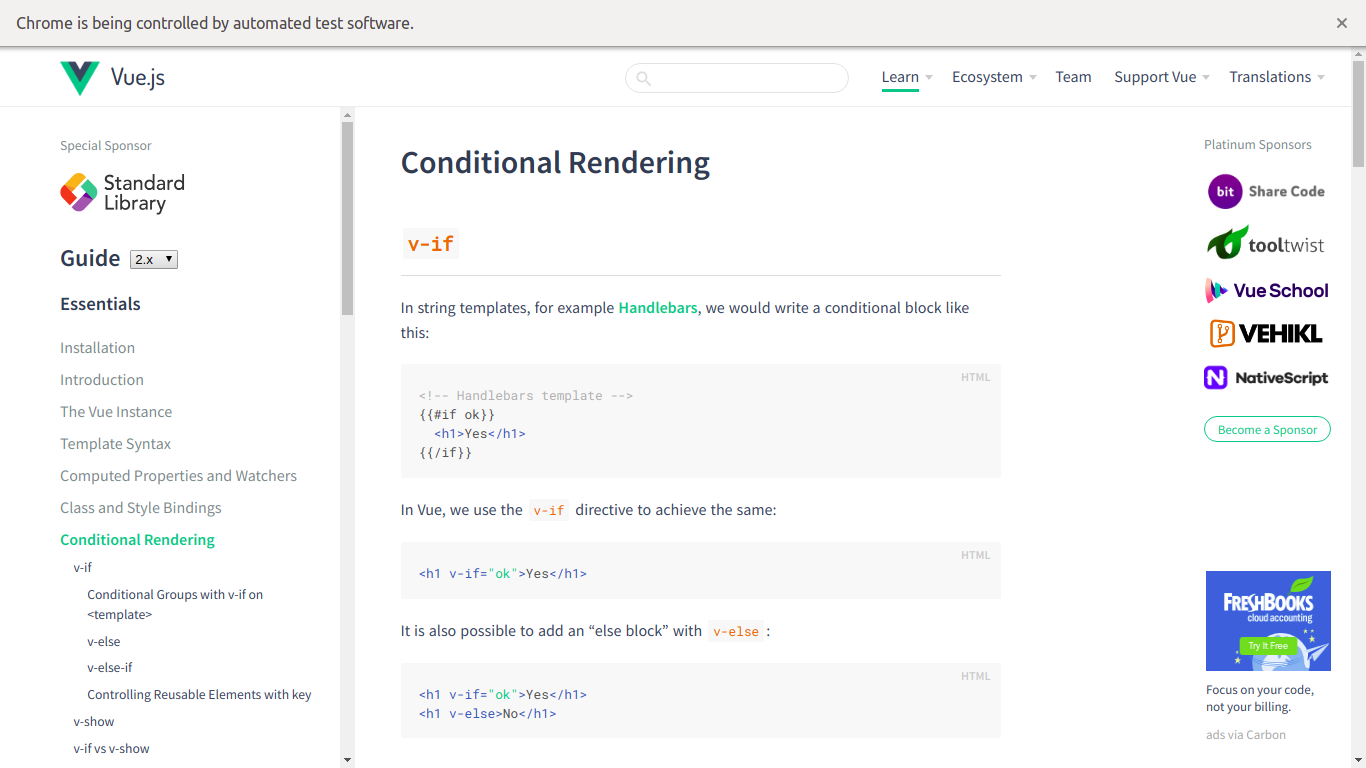 Chrome is being controlled by automated test software.
Vue.js
Learn
Ecosystem
Team
Support Vue
Translations
Special Sponsor
Standard
Library
Guide 2.x
Essentials
Installation
Introduction
The Vue Instance
Template Syntax
Computed Properties and Watchers
Class and Style Bindings
Conditional Rendering
v-if
Conditional Groups with v-if on
<template>
v-else
v-else-if
Controlling Reusable Elements with key
v-show
v-if vs v-show
Conditional Rendering
v-if
In string templates, for example Handlebars, we would write a conditional block like
this:
HTML
<!-- Handlebars template -->
{{#if ok}}
  <h1>Yes</h1>
{{/if}}
In Vue, we use the v-if directive to achieve the same:
HTML
<h1 v-if="ok">Yes</h1>
It is also possible to add an “else block” with v-else :
HTML
<h1 v-if="ok">Yes</h1>
<h1 v-else>No</h1>
Platinum Sponsors
bit Share Code
tooltwist
Vue School
VEHIKL
NativeScript
Become a Sponsor
FRESHBOOKS
cloud accounting
Try It Free
Focus on your code,
not your billing.
ads via Carbon